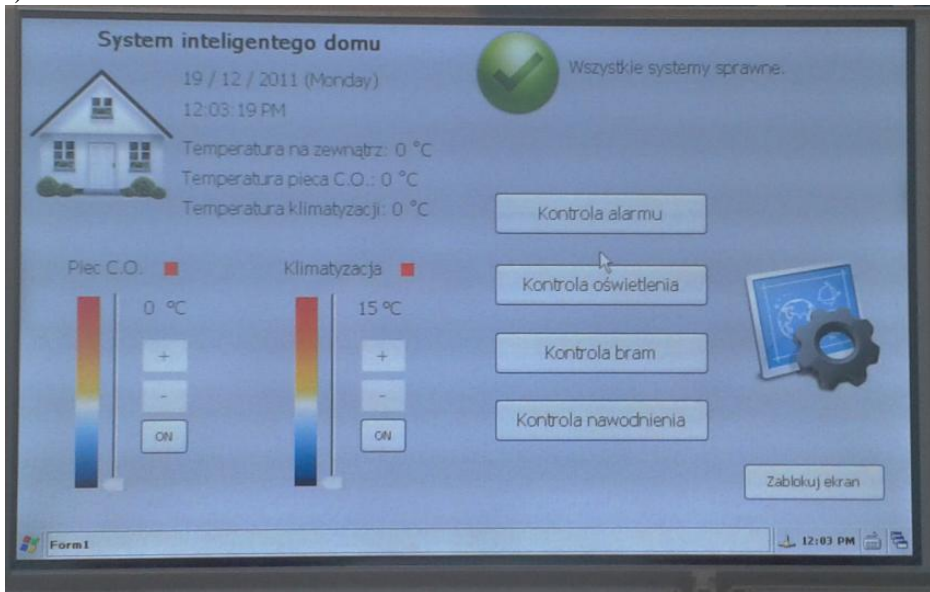 System inteligentego domu
19 / 12 / 2011 (Monday)
12:03:19 PM
Temperatura na zewnątrz: 0 °C
Temperatura pieca C.O.: 0 °C
Temperatura klimatyzacji: 0 °C
Wszystkie systemy sprawne.
Piec C.O.
0 °C
+
-
ON
Klimatyzacja
15 °C
+
-
ON
Kontrola alarmu
Kontrola oświetlenia
Kontrola bram
Kontrola nawodnienia
Zablokuj ekran
Form1
12:03 PM